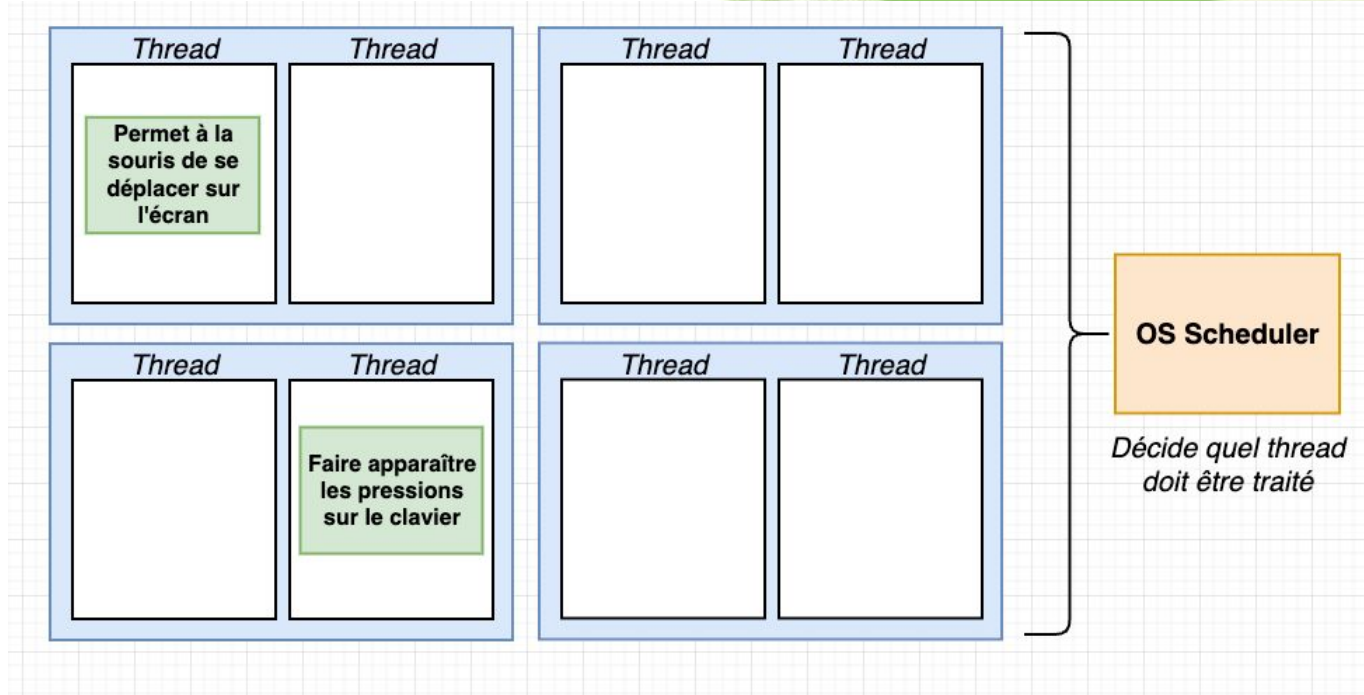 Thread Thread Thread Thread
Permet à la
souris de se
déplacer sur
l'écran
Thread Thread Thread Thread
Faire apparaître
les pressions
sur le clavier
OS Scheduler
Décide quel thread
doit être traité